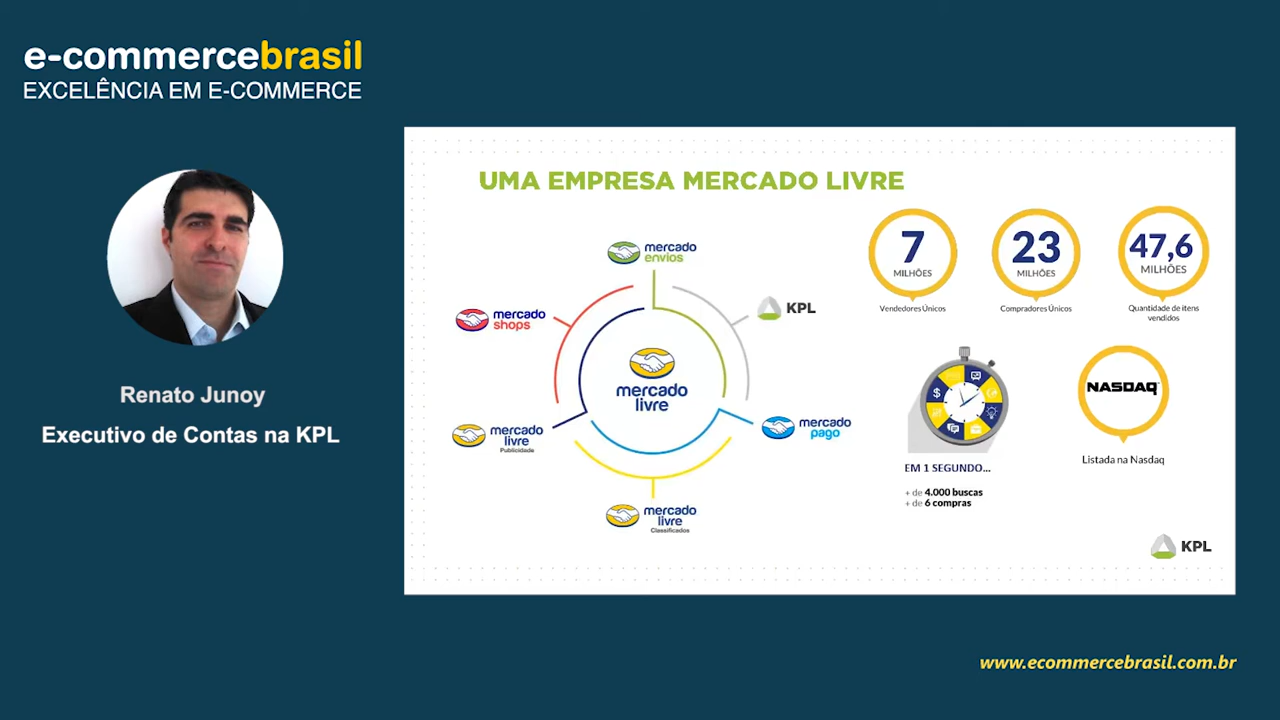 e-commercebrasil
EXCELÊNCIA EM E-COMMERCE
Renato Junoy
Executivo de Contas na KPL
UMA EMPRESA MERCADO LIVRE
mercado
envios
mercado
shops
KPL
mercado
livre
mercado
livre
Publicidade
mercado
pago
mercado
livre
Classificados
7
MILHÕES
Vendedores Únicos
23
MILHÕES
Compradores Únicos
47,6
MILHÕES
Quantidade de itens
vendidos
EM 1 SEGUNDO...
+ de 4.000 buscas
+ de 6 compras
NASDAQ
Listada na Nasdaq
KPL
www.ecommercebrasil.com.br